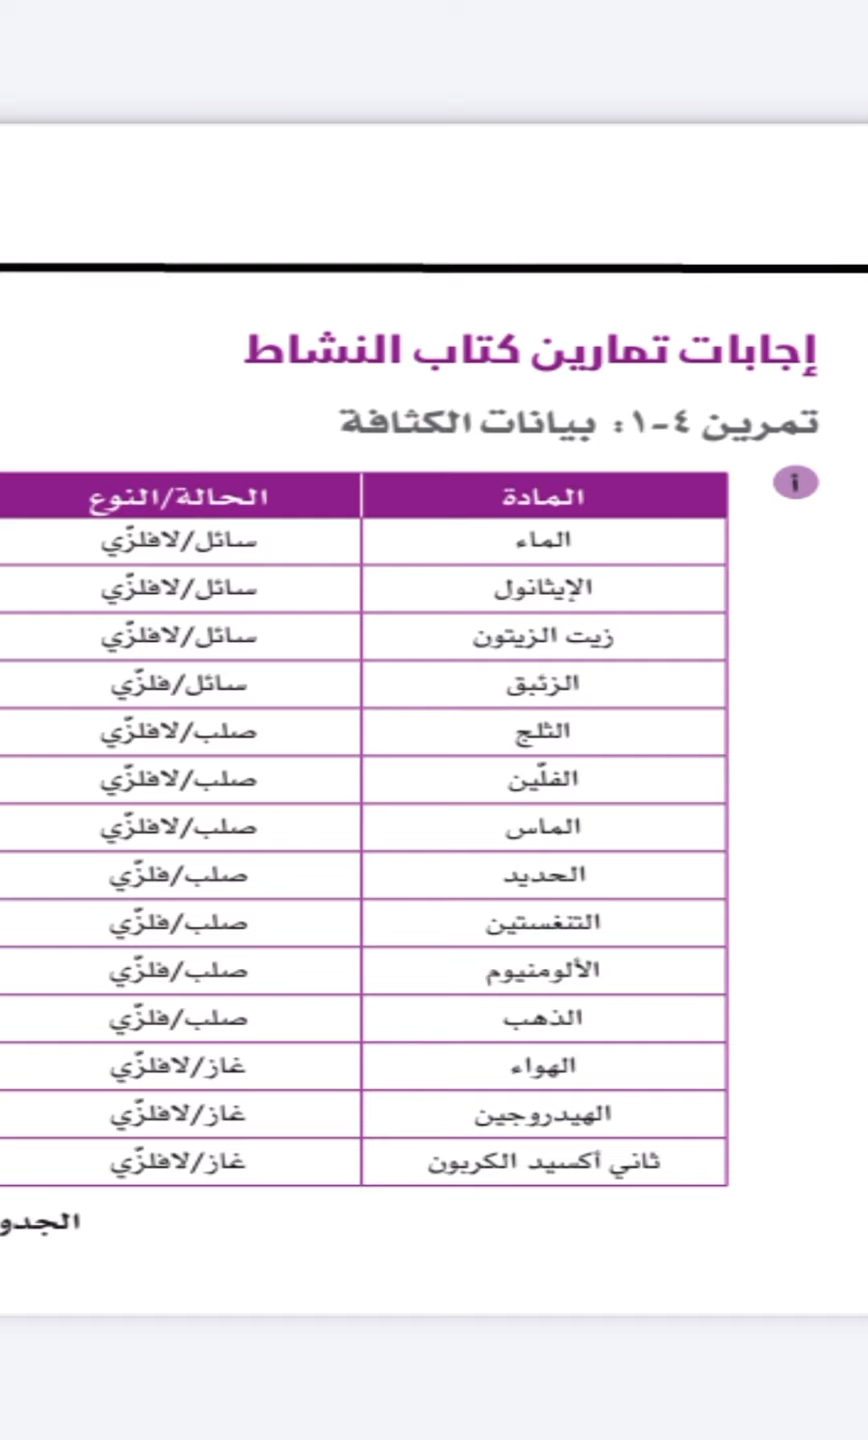 إجابات تمارين كتاب النشاط
تمرين ٤-١: بيانات الكثافة
أ
المادة الحالة/النوع
الماء سائل/لافلزّي
الإيثانول سائل/لافلزّي
زيت الزيتون سائل/لافلزّي
الزئبق سائل/فلزّي
الثلج صلب/لافلزّي
الفلّين صلب/لافلزّي
الماس صلب/لافلزّي
الحديد صلب/فلزّي
التنغستين صلب/فلزّي
الألومنيوم صلب/فلزّي
الذهب صلب/فلزّي
الهواء غاز/لافلزّي
الهيدروجين غاز/لافلزّي
ثاني أكسيد الكربون غاز/لافلزّي
الجدو